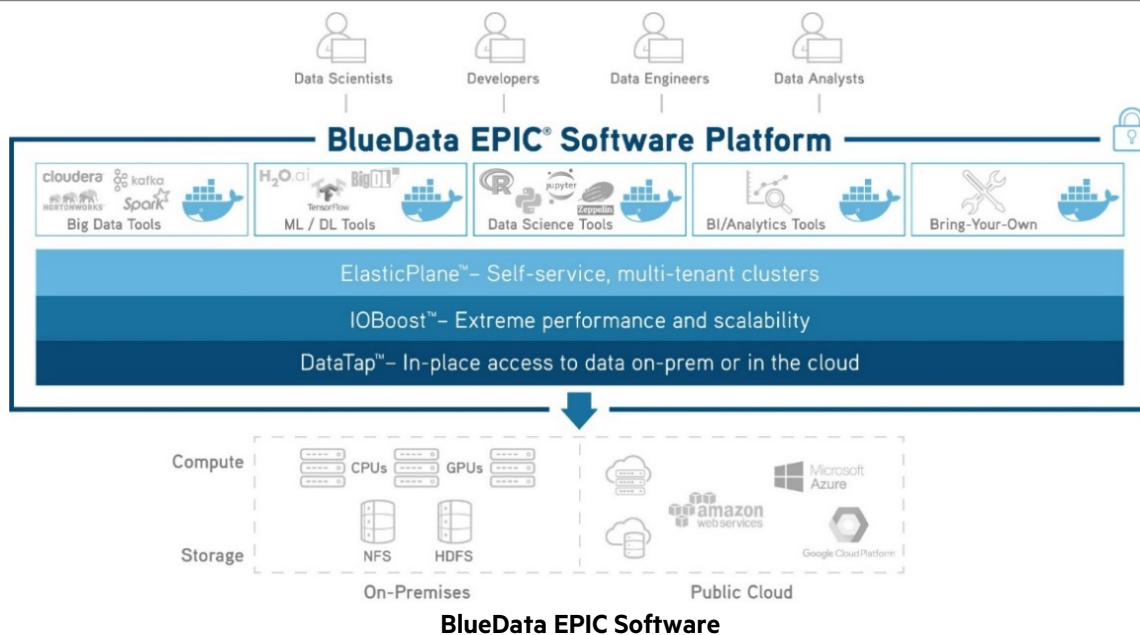 Data Scientists Developers Data Engineers Data Analysts
BlueData EPIC® Software Platform
cloudera kafka
HORTONWORKS Spark
Big Data Tools
H2O.ai TensorFlow BigDL
ML / DL Tools
R jupyter Zeppelin
Data Science Tools
BI/Analytics Tools
Bring-Your-Own
ElasticPlane™– Self-service, multi-tenant clusters
IOBoost™– Extreme performance and scalability
DataTap™– In-place access to data on-prem or in the cloud
Compute CPUs GPUs
Microsoft Azure
amazon web services
Storage NFS HDFS
Google Cloud Platform
On-Premises Public Cloud
BlueData EPIC Software